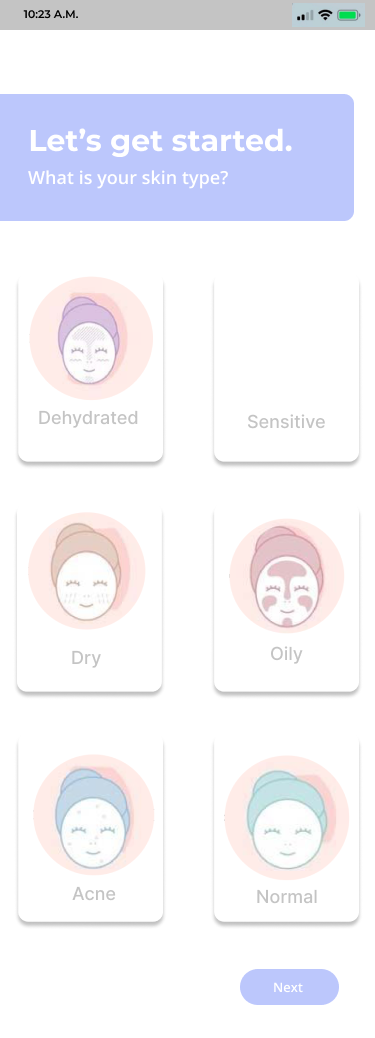 10:23 A.M.
Let's get started.
What is your skin type?
Dehydrated
Sensitive
Dry
Oily
Acne
Normal
Next